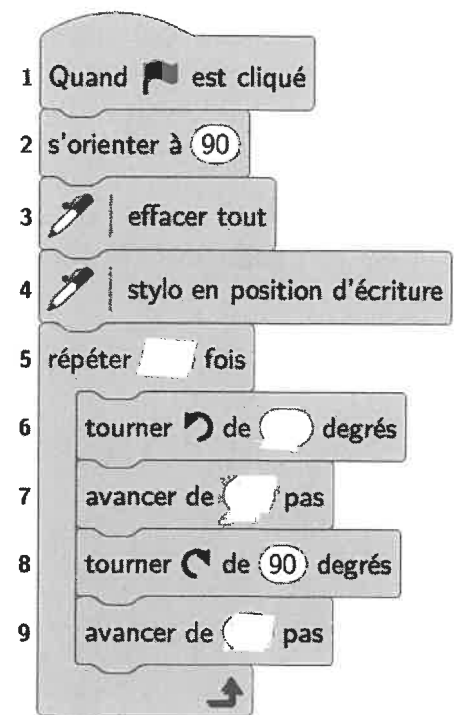 1 Quand est cliqué
2 s'orienter à 90
3 effacer tout
4 stylo en position d'écriture
5 répéter fois
6 tourner de degrés
7 avancer de pas
8 tourner de 90 degrés
9 avancer de pas